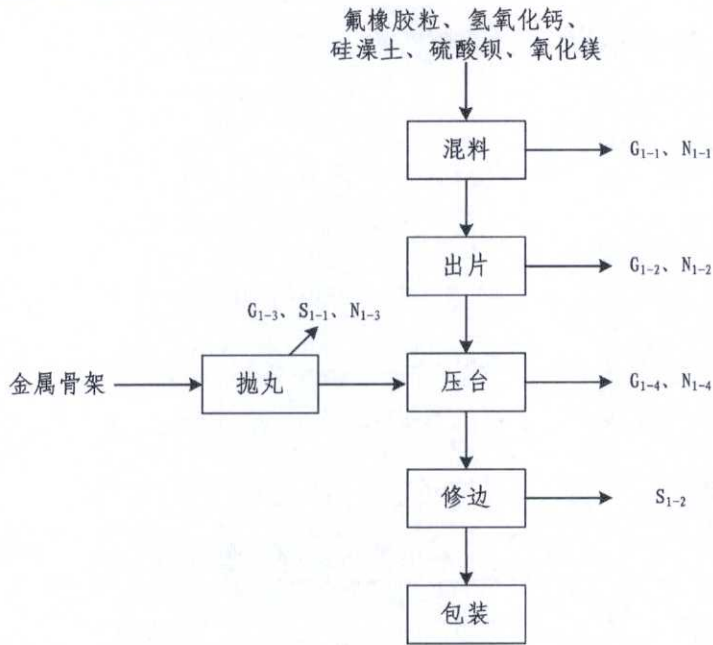 氟橡胶粒、氢氧化钙、
硅澡土、硫酸钡、氧化镁
混料
G₁₋₁、N₁₋₁
出片
G₁₋₂、N₁₋₂
G₁₋₃、S₁₋₁、N₁₋₃
金属骨架
抛丸
压台
G₁₋₄、N₁₋₄
修边
S₁₋₂
包装